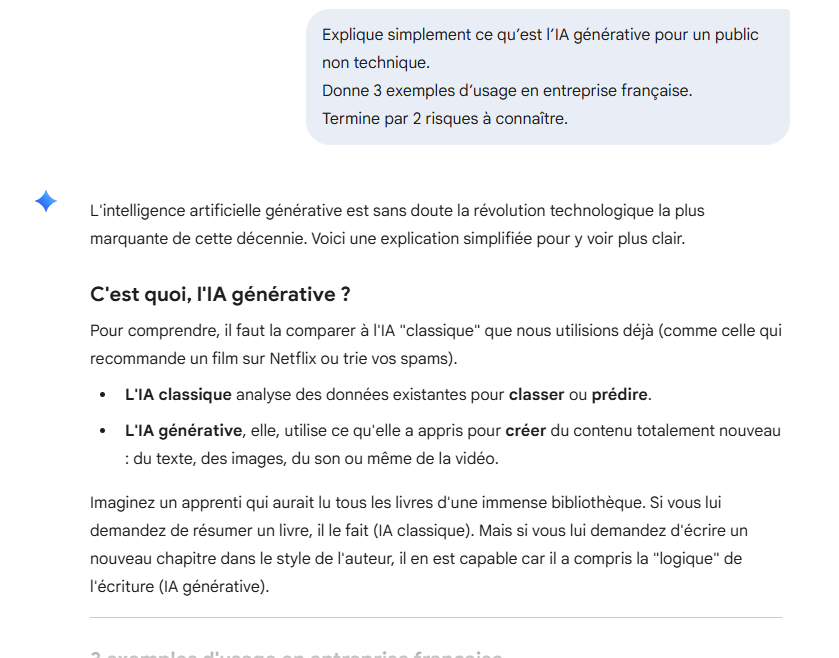 Explique simplement ce qu’est l’IA générative pour un public
non technique.
Donne 3 exemples d’usage en entreprise française.
Termine par 2 risques à connaître.
L'intelligence artificielle générative est sans doute la révolution technologique la plus
marquante de cette décennie. Voici une explication simplifiée pour y voir plus clair.
C'est quoi, l'IA générative ?
Pour comprendre, il faut la comparer à l'IA "classique" que nous utilisions déjà (comme celle qui
recommande un film sur Netflix ou trie vos spams).
• L'IA classique analyse des données existantes pour classer ou prédire.
• L'IA générative, elle, utilise ce qu'elle a appris pour créer du contenu totalement nouveau
: du texte, des images, du son ou même de la vidéo.
Imaginez un apprenti qui aurait lu tous les livres d'une immense bibliothèque. Si vous lui
demandez de résumer un livre, il le fait (IA classique). Mais si vous lui demandez d'écrire un
nouveau chapitre dans le style de l'auteur, il en est capable car il a compris la "logique" de
l'écriture (IA générative).
3 exemples d'usage en entreprise française